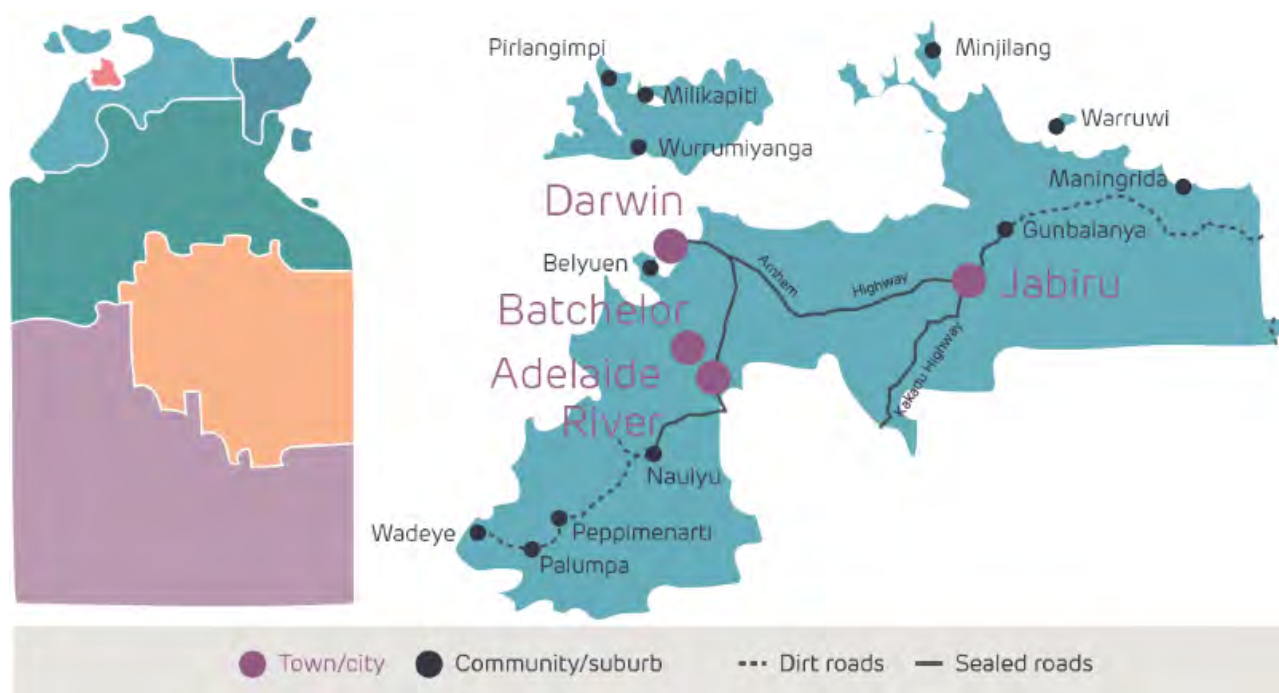 Pirlangimpi
Minjilang
Milikapiti
Warruwi
Wurrumiyanga
Maningrida
Darwin
Gunbalanya
Belyuen
Arnhem
Highway
Jabiru
Batchelor
Kakadu Highway
Adelaide
River
Nauiyu
Wadeye
Peppimenarti
Palumpa
Town/city
Community/suburb
Dirt roads
Sealed roads